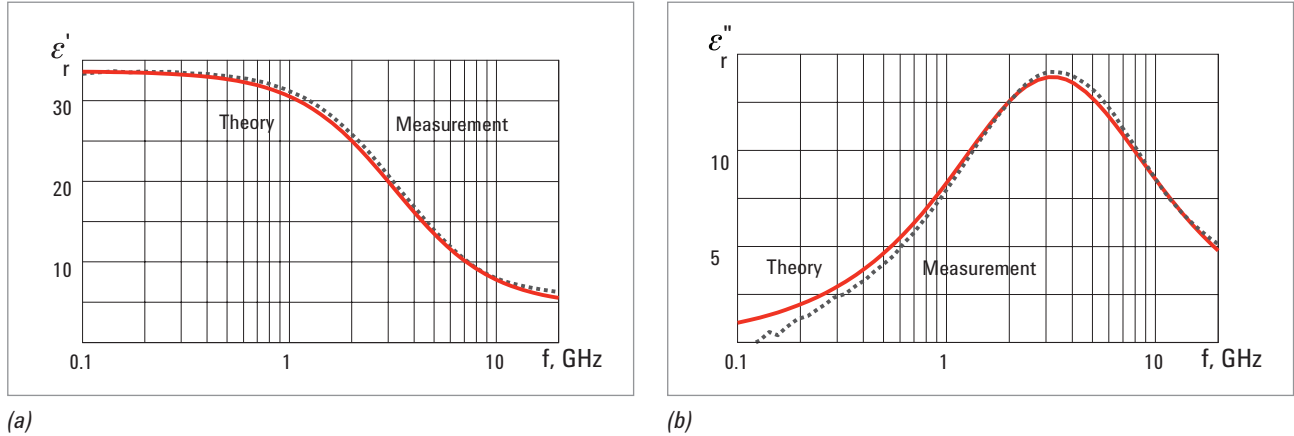 ε'r
30
20
10
Theory
Measurement
0.1 1 10 f, GHz
(a)
ε"r
10
5
Theory
Measurement
0.1 1 10 f, GHz
(b)